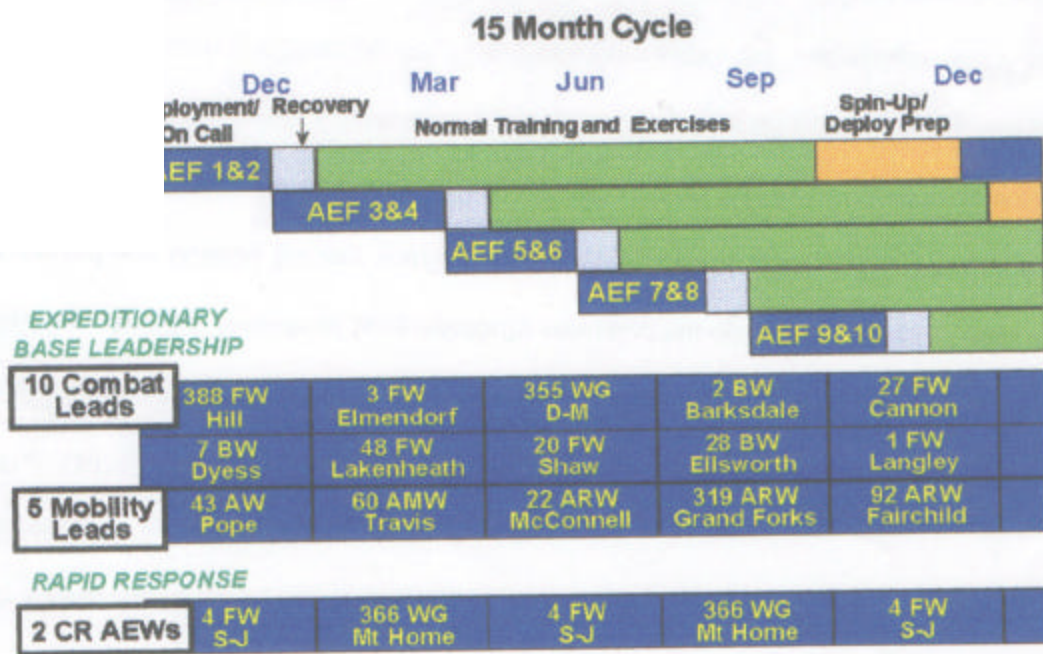 15 Month Cycle
Dec Mar Jun Sep Dec
ployment/ Recovery Spin-Up/
On Call Normal Training and Exercises Deploy Prep
AEF 1&2
AEF 3&4
AEF 5&6
AEF 7&8
AEF 9&10
EXPEDITIONARY
BASE LEADERSHIP
10 Combat
Leads
388 FW 3 FW 355 WG 2 BW 27 FW
Hill Elmendorf D-M Barksdale Cannon
7 BW 48 FW 20 FW 28 BW 1 FW
Dyess Lakenheath Shaw Ellsworth Langley
5 Mobility
Leads
43 AW 60 AMW 22 ARW 319 ARW 92 ARW
Pope Travis McConnell Grand Forks Fairchild
RAPID RESPONSE
2 CR AEWs
4 FW 366 WG 4 FW 366 WG 4 FW
S-J Mt Home S-J Mt Home S-J